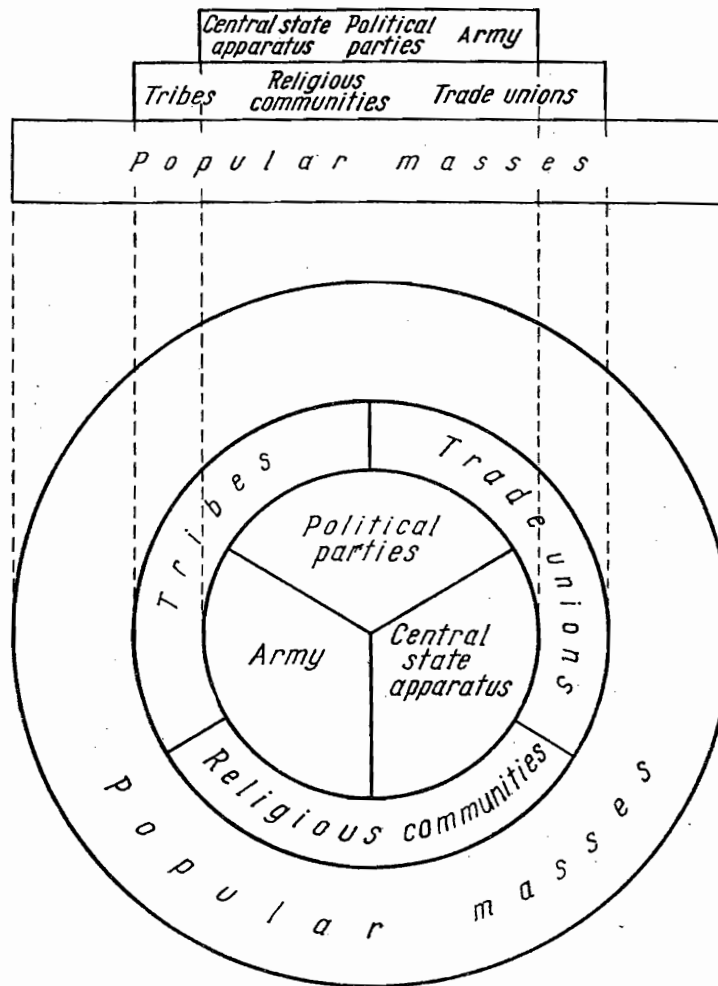 Central state apparatus
Political parties
Army
Tribes
Religious communities
Trade unions
Popular masses
Tribes
Trade unions
Political parties
Army
Central state apparatus
Religious communities
Popular masses